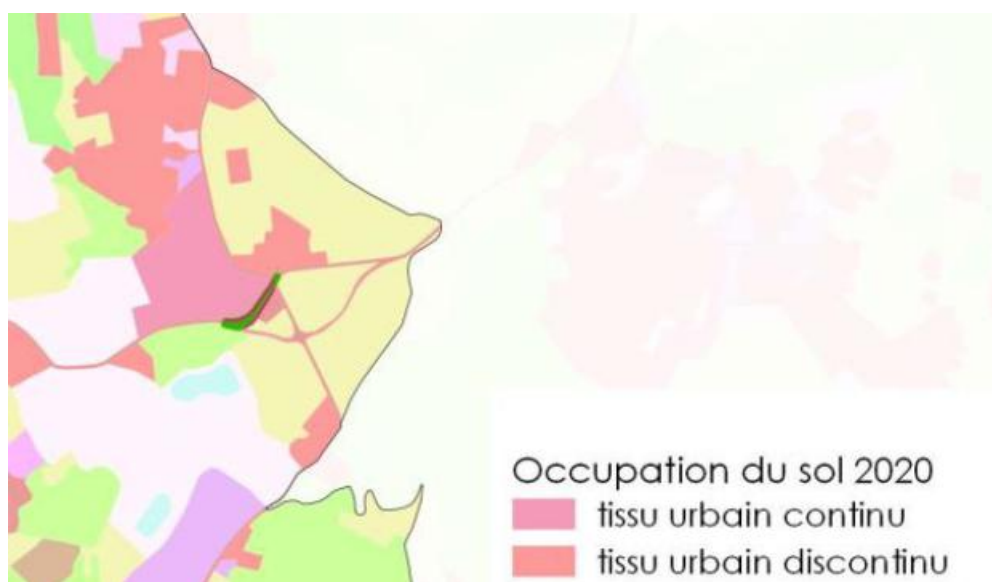 Occupation du sol 2020
tissu urbain continu
tissu urbain discontinu